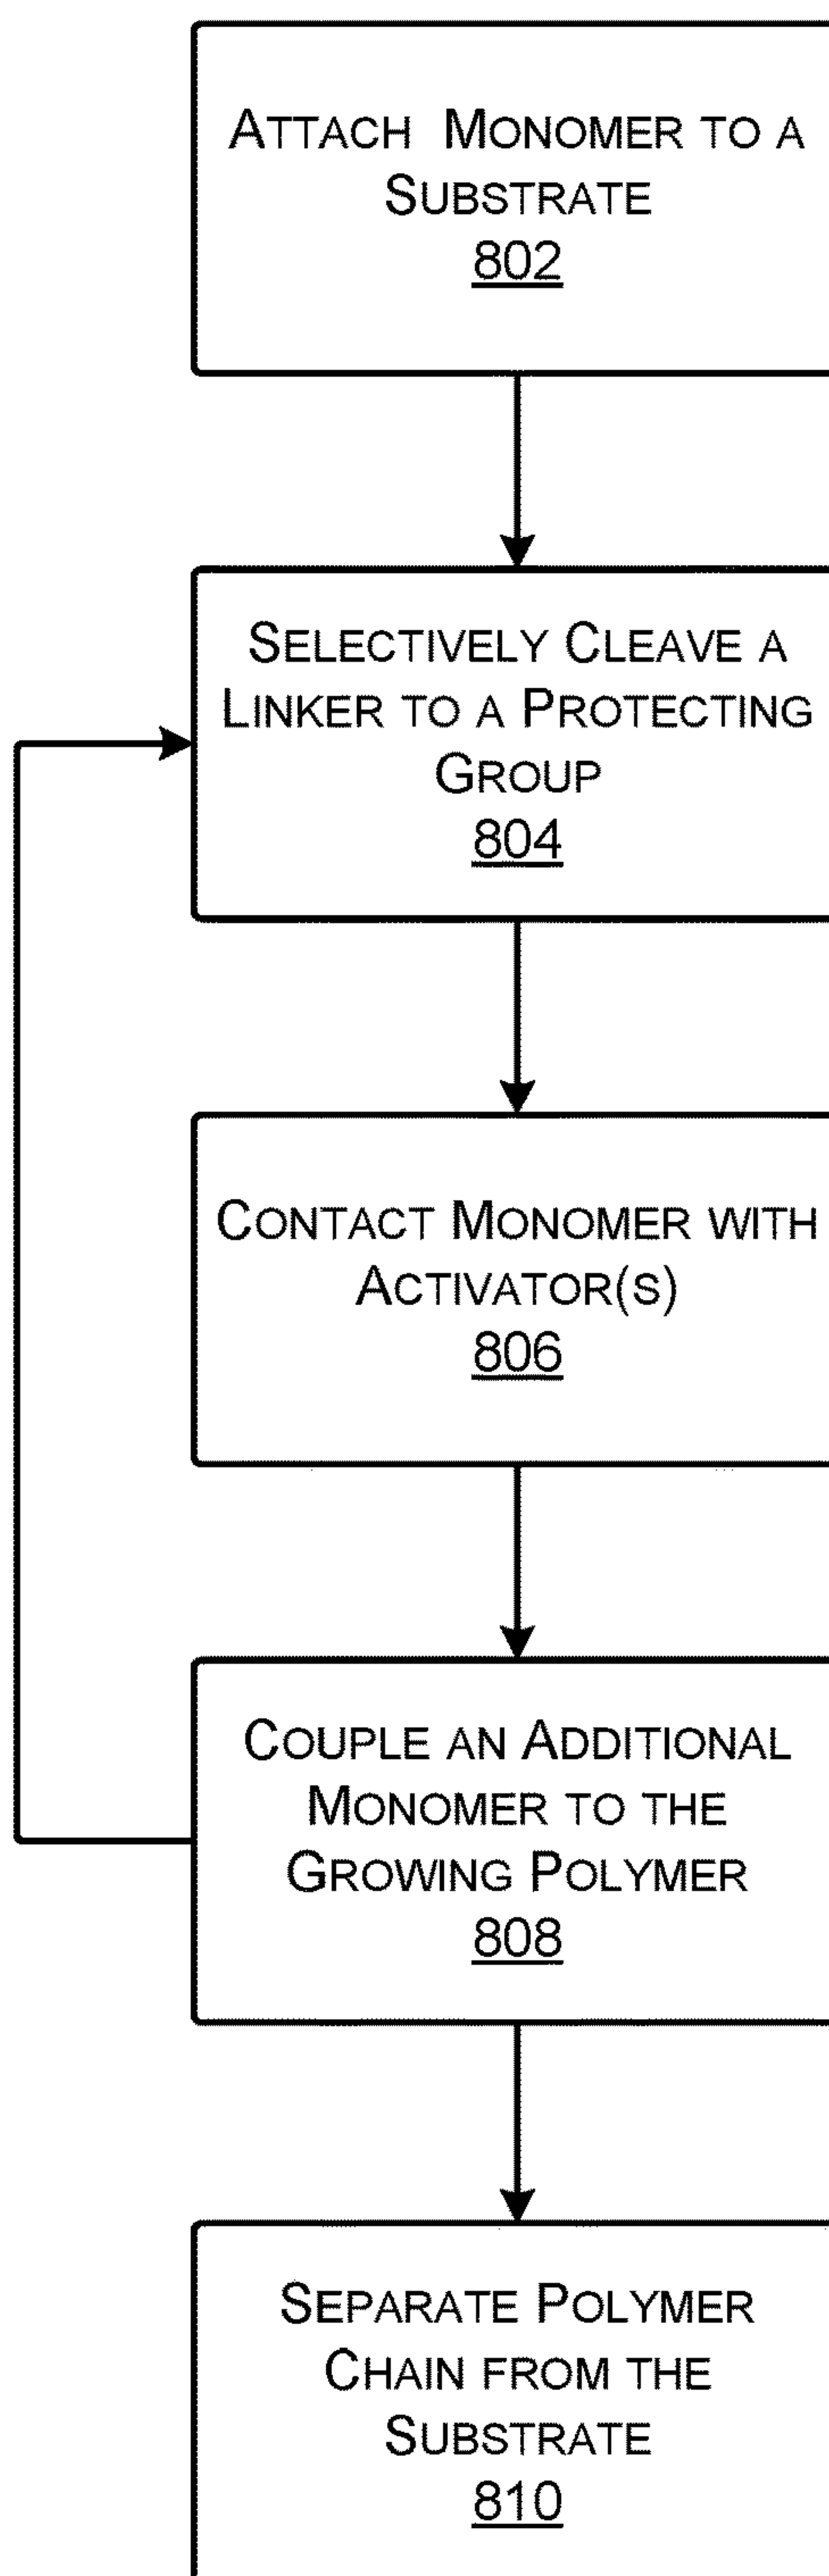 ATTACH MONOMER TO A
SUBSTRATE
802
SELECTIVELY CLEAVE A
LINKER TO A PROTECTING
GROUP
804
CONTACT MONOMER WITH
ACTIVATOR(S)
806
COUPLE AN ADDITIONAL
MONOMER TO THE
GROWING POLYMER
808
SEPARATE POLYMER
CHAIN FROM THE
SUBSTRATE
810